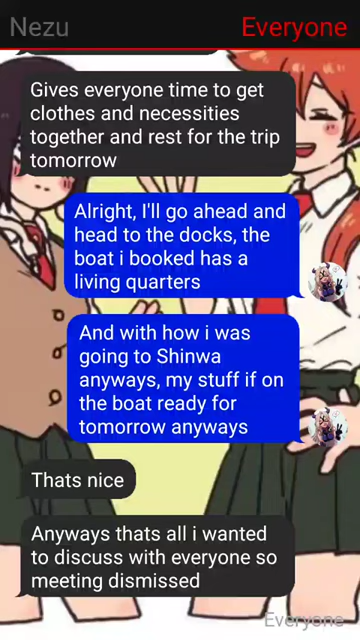 Nezu
Everyone
Gives everyone time to get
clothes and necessities
together and rest for the trip
tomorrow
Alright, I'll go ahead and
head to the docks, the
boat i booked has a
living quarters
And with how i was
going to Shinwa
anyways, my stuff if on
the boat ready for
tomorrow anyways
Thats nice
Anyways thats all i wanted
to discuss with everyone so
meeting dismissed
Everyone